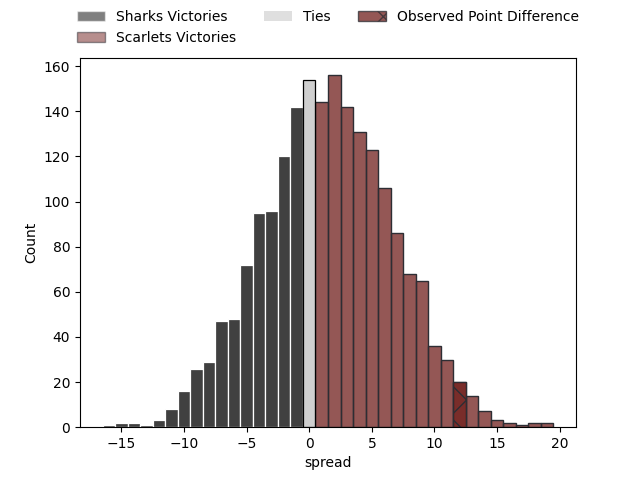 Sharks Victories
Ties
Observed Point Difference
Scarlets Victories
160
140
120
100
80
60
40
20
0
Count
−15
−10
−5
0
5
10
15
20
spread